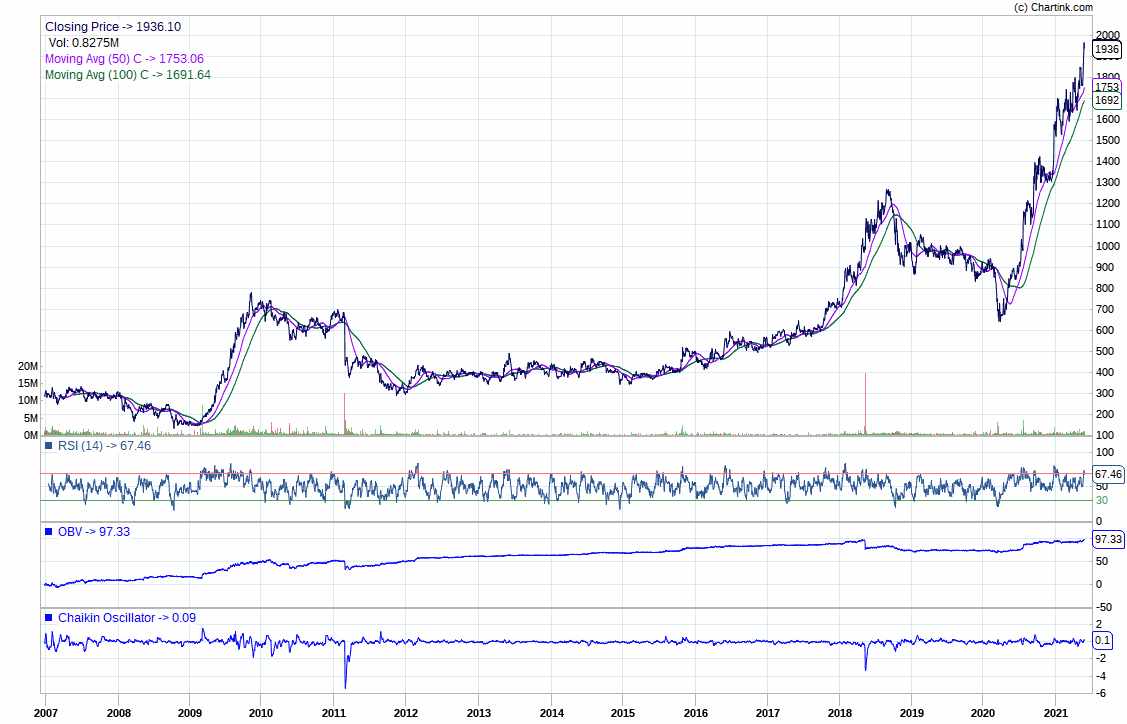 (c) Chartink.com
Closing Price -> 1936.10
Vol: 0.8275M
Moving Avg (50) C -> 1753.06
Moving Avg (100) C -> 1691.64
2000
1936
1800
1753
1692
1600
1500
1400
1300
1200
1100
1000
900
800
700
600
500
400
300
200
100
20M
15M
10M
5M
0M
RSI (14) -> 67.46
100
67.46
50
30
0
OBV -> 97.33
97.33
50
0
-50
Chaikin Oscillator -> 0.09
2
0.1
-2
-4
-6
2007 2008 2009 2010 2011 2012 2013 2014 2015 2016 2017 2018 2019 2020 2021